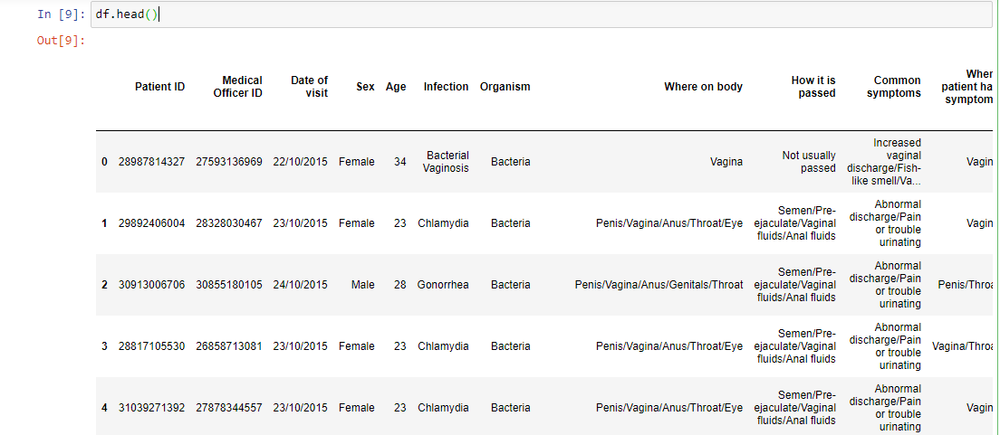 In [9]: df.head()
Out[9]:
Patient ID Medical Officer ID Date of visit Sex Age Infection Organism Where on body How it is passed Common symptoms Wher patient ha symptom
0 28987814327 27593136969 22/10/2015 Female 34 Bacterial Vaginosis Bacteria Vagina Not usually passed Increased vaginal discharge/Fish-like smell/Va... Vagin
1 29892406004 28328030467 23/10/2015 Female 23 Chlamydia Bacteria Penis/Vagina/Anus/Throat/Eye Semen/Pre-ejaculate/Vaginal fluids/Anal fluids Abnormal discharge/Pain or trouble urinating Vagin
2 30913006706 30855180105 24/10/2015 Male 28 Gonorrhea Bacteria Penis/Vagina/Anus/Genitals/Throat Semen/Pre-ejaculate/Vaginal fluids/Anal fluids Abnormal discharge/Pain or trouble urinating Penis/Throa
3 28817105530 26858713081 23/10/2015 Female 23 Chlamydia Bacteria Penis/Vagina/Anus/Throat/Eye Semen/Pre-ejaculate/Vaginal fluids/Anal fluids Abnormal discharge/Pain or trouble urinating Vagina/Throa
4 31039271392 27878344557 23/10/2015 Female 23 Chlamydia Bacteria Penis/Vagina/Anus/Throat/Eye Semen/Pre-ejaculate/Vaginal fluids/Anal fluids Abnormal discharge/Pain or trouble urinating Vagin